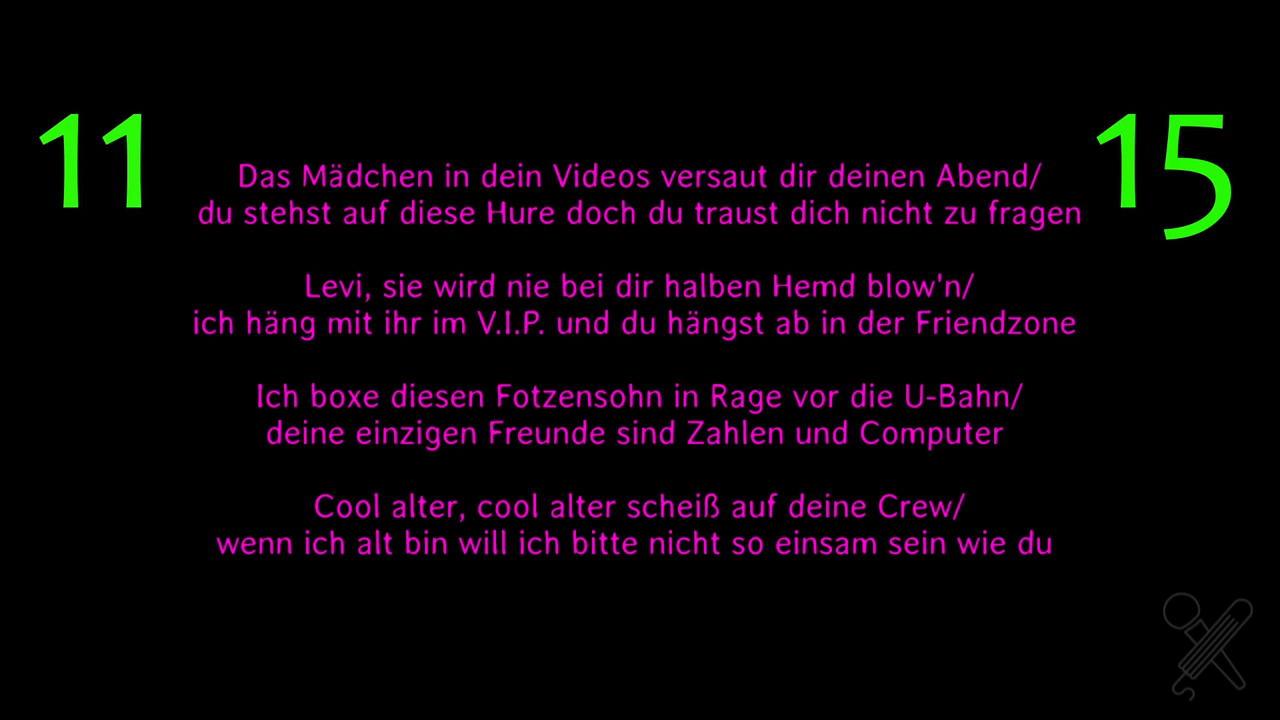 11
15
Das Mädchen in dein Videos versaut dir deinen Abend/
du stehst auf diese Hure doch du traust dich nicht zu fragen
Levi, sie wird nie bei dir halben Hemd blow'n/
ich häng mit ihr im V.I.P. und du hängst ab in der Friendzone
Ich boxe diesen Fotzensohn in Rage vor die U-Bahn/
deine einzigen Freunde sind Zahlen und Computer
Cool alter, cool alter scheiß auf deine Crew/
wenn ich alt bin will ich bitte nicht so einsam sein wie du